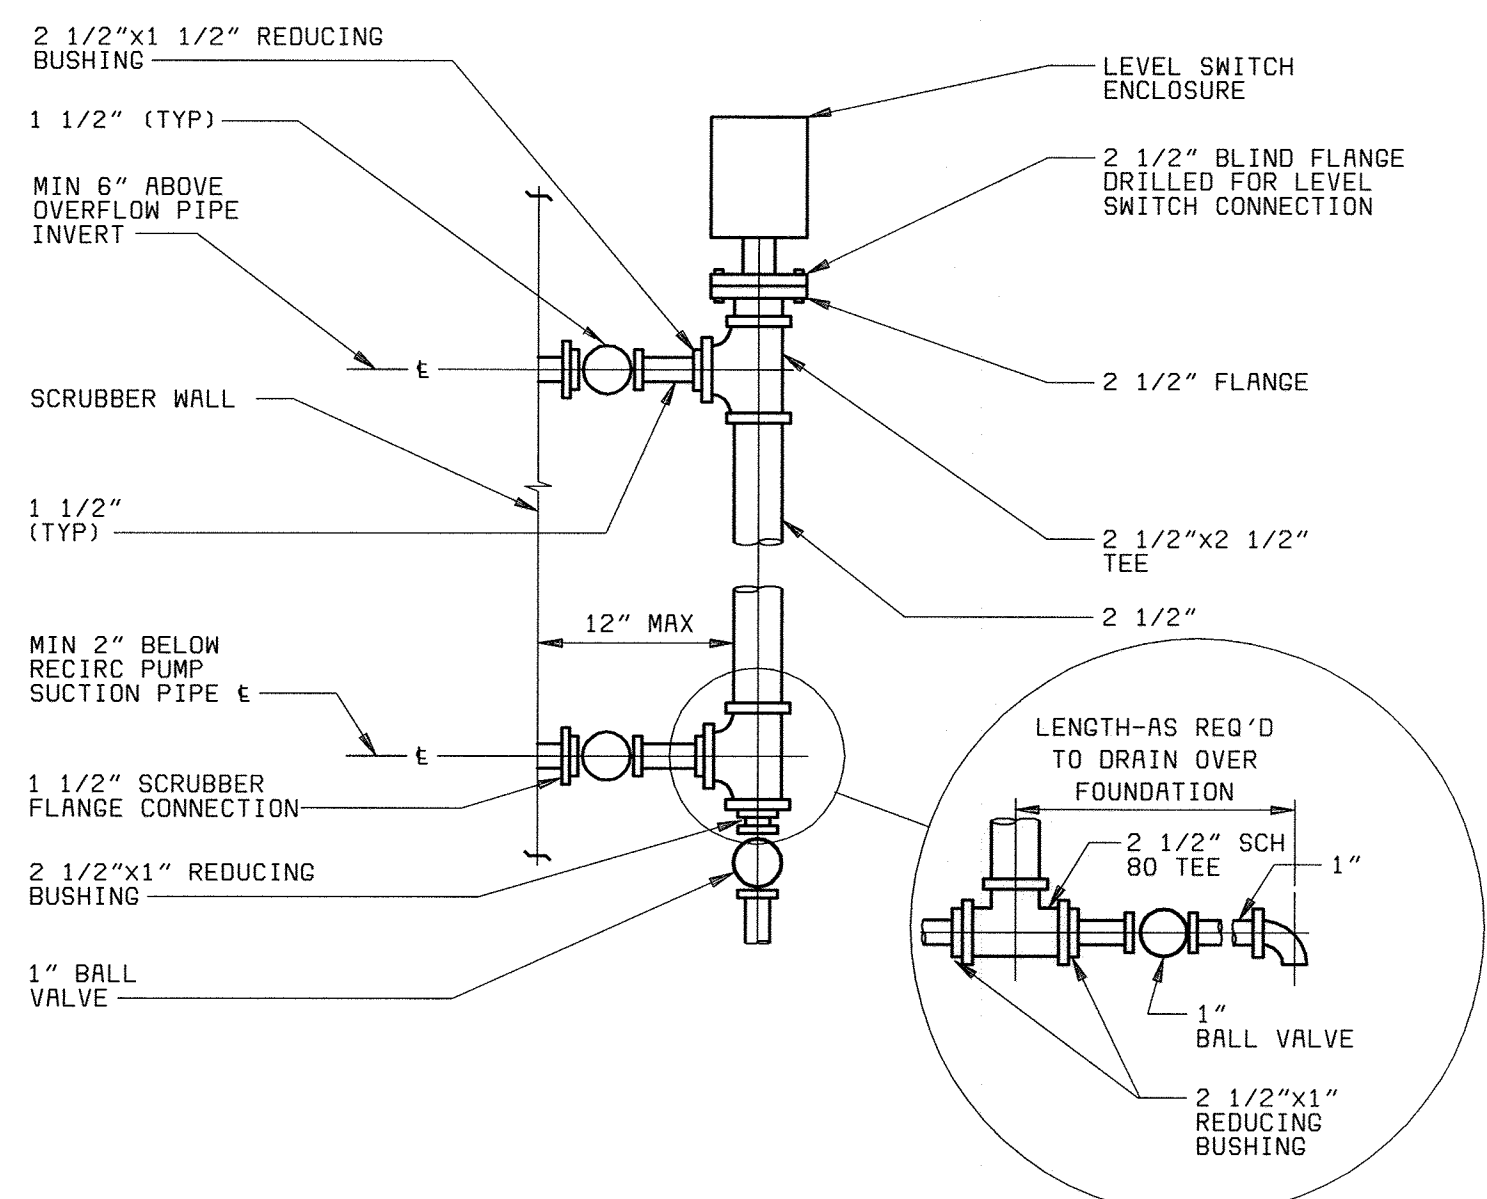 2 1/2"x1 1/2" REDUCING
BUSHING
1 1/2" (TYP)
MIN 6" ABOVE
OVERFLOW PIPE
INVERT
℄
SCRUBBER WALL
1 1/2"
(TYP)
12" MAX
MIN 2" BELOW
RECIRC PUMP
SUCTION PIPE ℄
℄
1 1/2" SCRUBBER
FLANGE CONNECTION
2 1/2"x1" REDUCING
BUSHING
1" BALL
VALVE
LEVEL SWITCH
ENCLOSURE
2 1/2" BLIND FLANGE
DRILLED FOR LEVEL
SWITCH CONNECTION
2 1/2" FLANGE
2 1/2"x2 1/2"
TEE
2 1/2"
LENGTH-AS REQ'D
TO DRAIN OVER
FOUNDATION
2 1/2" SCH
80 TEE
1"
1"
BALL VALVE
2 1/2"x1"
REDUCING
BUSHING